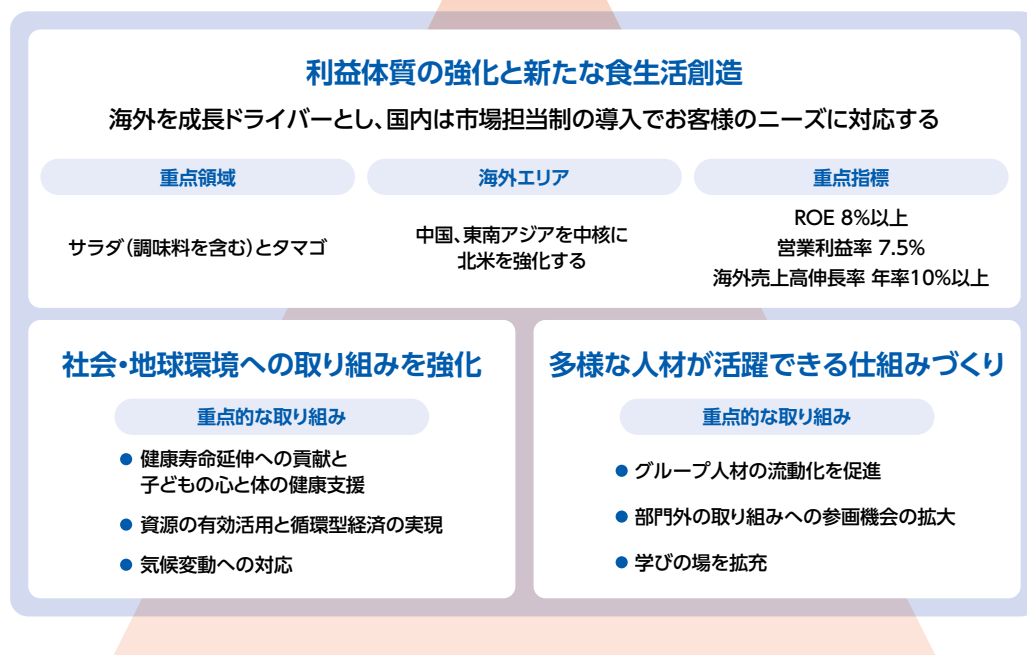 利益体質の強化と新たな食生活創造
海外を成長ドライバーとし、国内は市場担当制の導入でお客様のニーズに対応する
重点領域
サラダ（調味料を含む）とタマゴ
海外エリア
中国、東南アジアを中核に
北米を強化する
重点指標
ROE 8%以上
営業利益率 7.5%
海外売上高伸長率 年率10%以上
社会・地球環境への取り組みを強化
重点的な取り組み
● 健康寿命延伸への貢献と
子どもの心と体の健康支援
● 資源の有効活用と循環型経済の実現
● 気候変動への対応
多様な人材が活躍できる仕組みづくり
重点的な取り組み
● グループ人材の流動化を促進
● 部門外の取り組みへの参画機会の拡大
● 学びの場を拡充